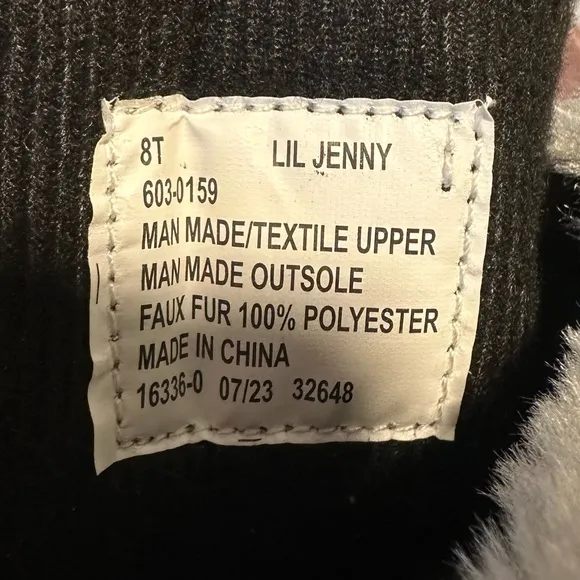 8T LIL JENNY
603-0159
MAN MADE/TEXTILE UPPER
MAN MADE OUTSOLE
FAUX FUR 100% POLYESTER
MADE IN CHINA
16336-0 07/23 32648